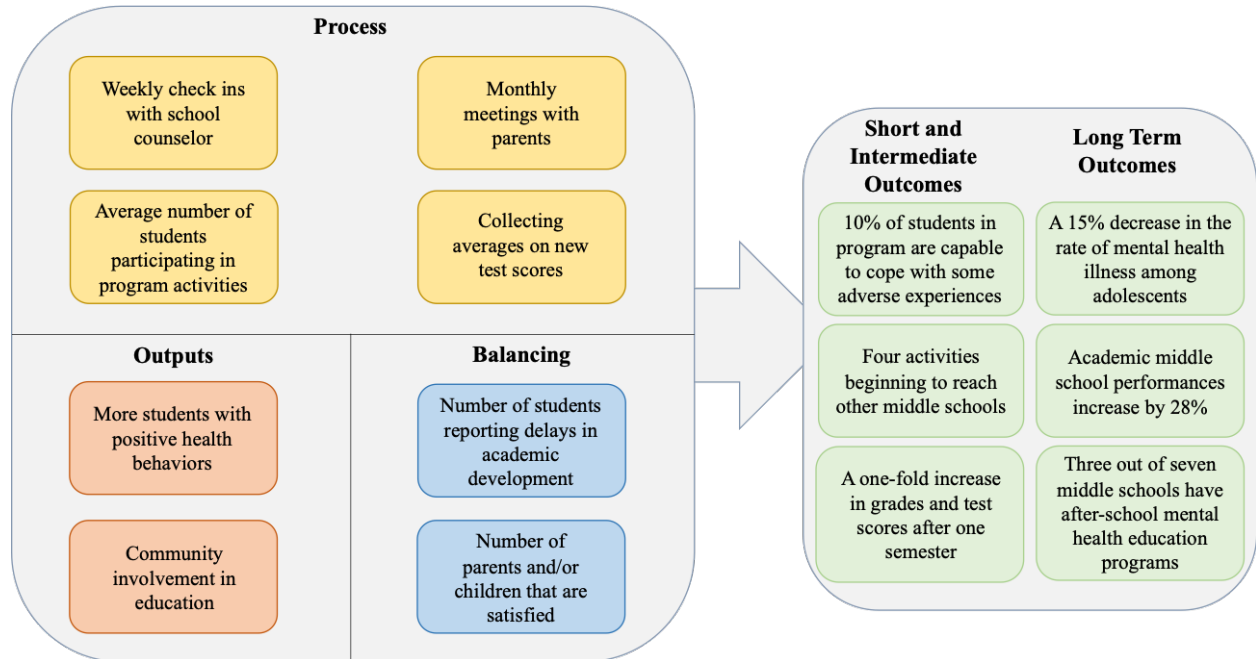 Process
Weekly check ins
with school
counselor
Monthly
meetings with
parents
Average number of
students
participating in
program activities
Collecting
averages on new
test scores
Outputs
More students with
positive health
behaviors
Community
involvement in
education
Balancing
Number of students
reporting delays in
academic
development
Number of
parents and/or
children that are
satisfied
Short and
Intermediate
Outcomes
10% of students in
program are capable
to cope with some
adverse experiences
Four activities
beginning to reach
other middle schools
A one-fold increase
in grades and test
scores after one
semester
Long Term
Outcomes
A 15% decrease in the
rate of mental health
illness among
adolescents
Academic middle
school performances
increase by 28%
Three out of seven
middle schools have
after-school mental
health education
programs